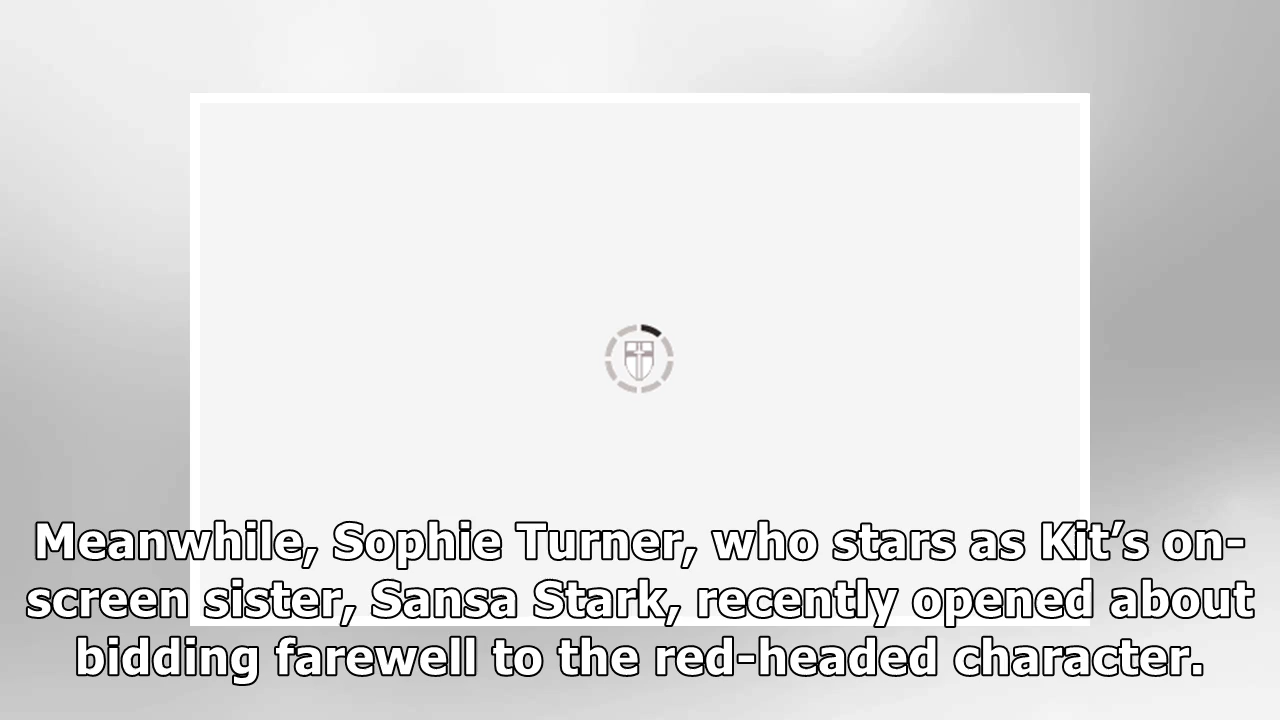 Meanwhile, Sophie Turner, who stars as Kit’s on-
screen sister, Sansa Stark, recently opened about
bidding farewell to the red-headed character.